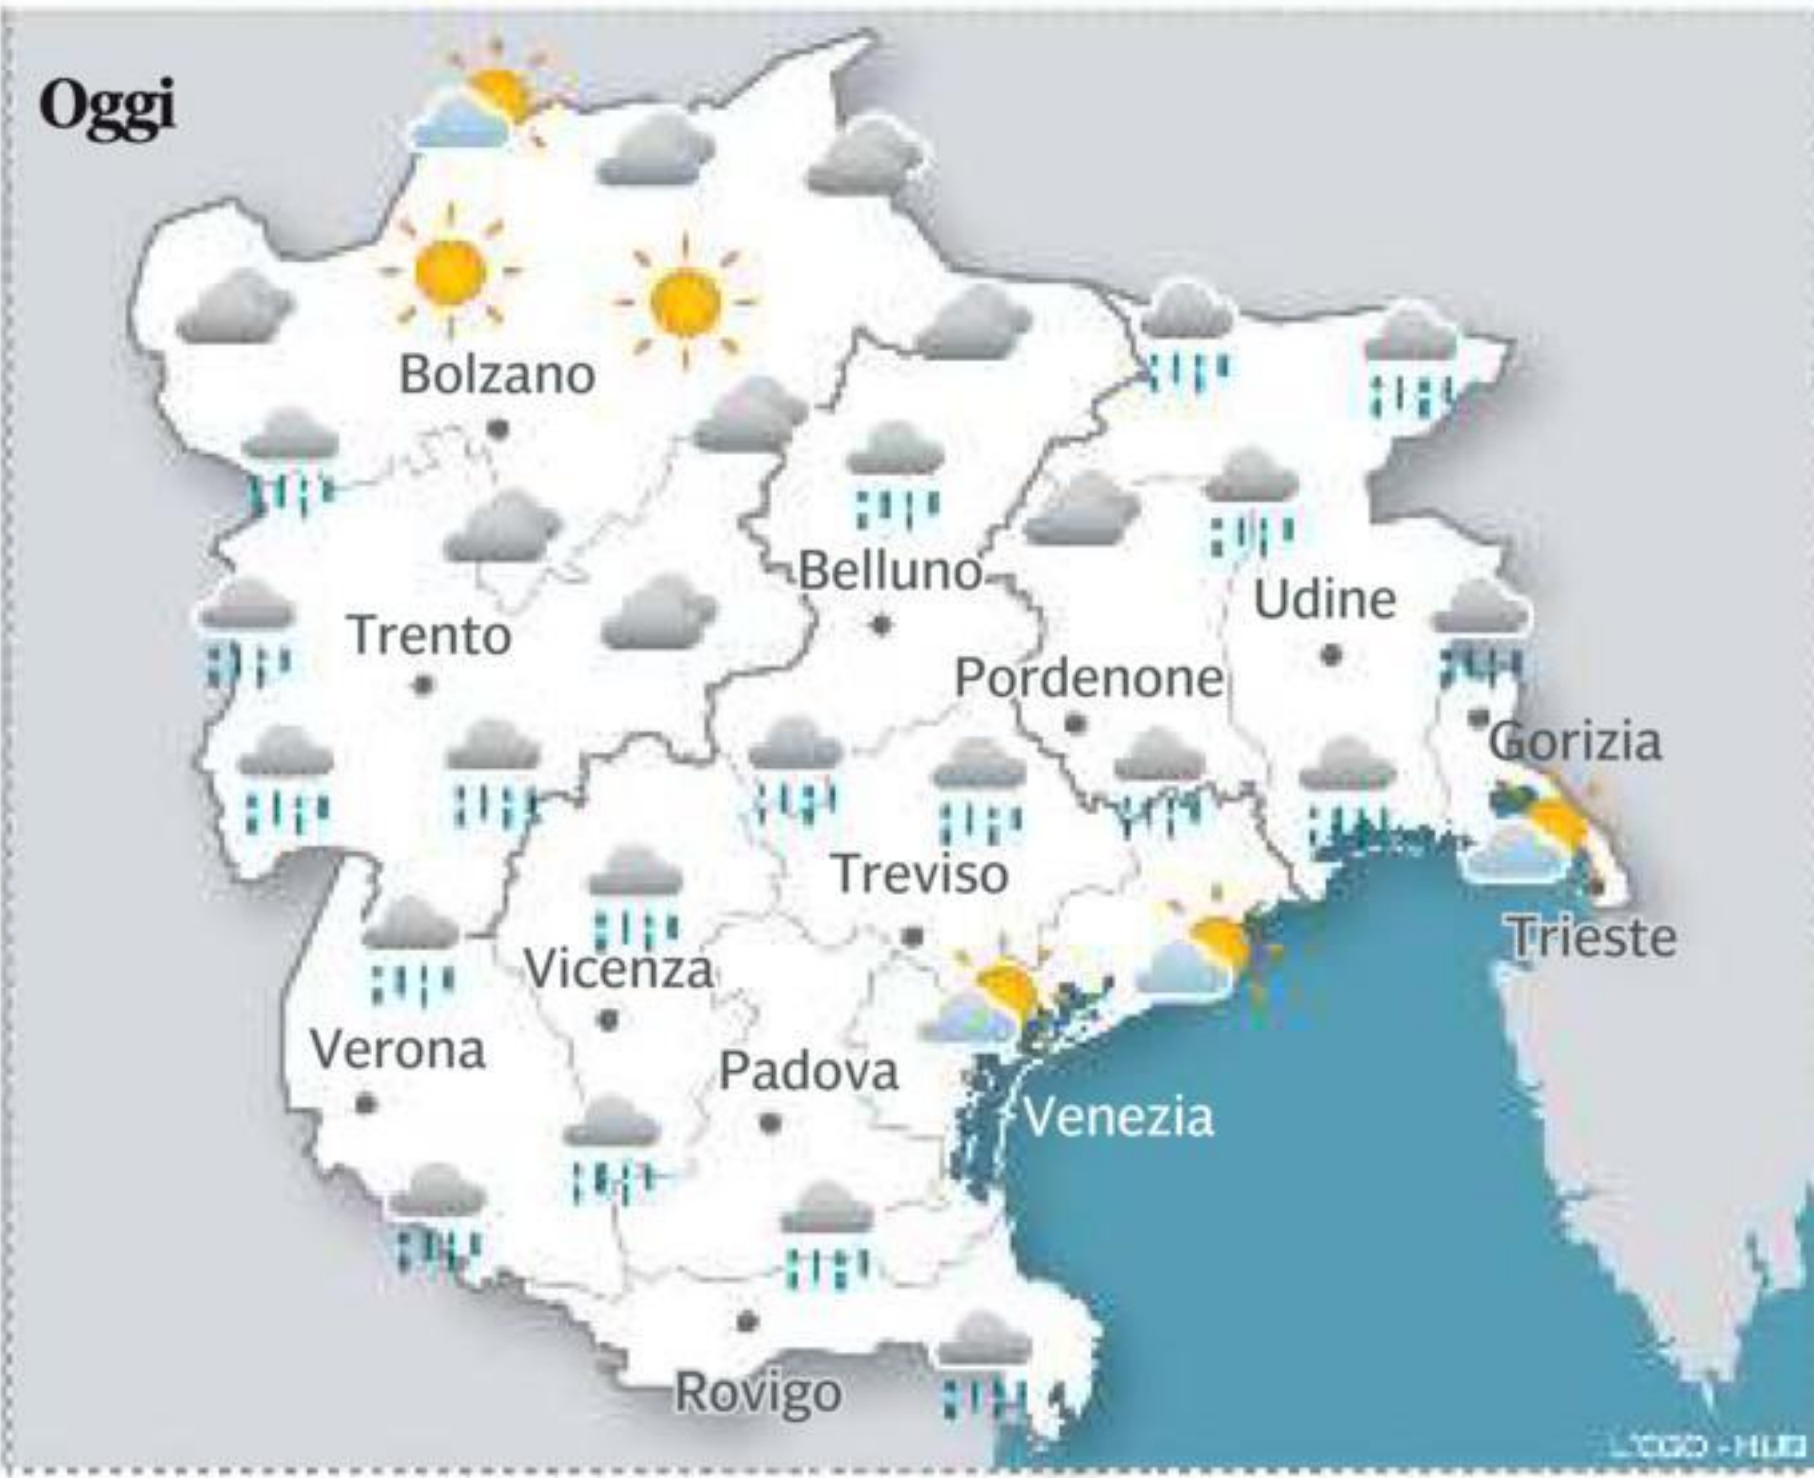 Oggi
Bolzano
Belluno
Udine
Trento
Pordenone
Gorizia
Treviso
Trieste
Vicenza
Verona
Padova
Venezia
Rovigo